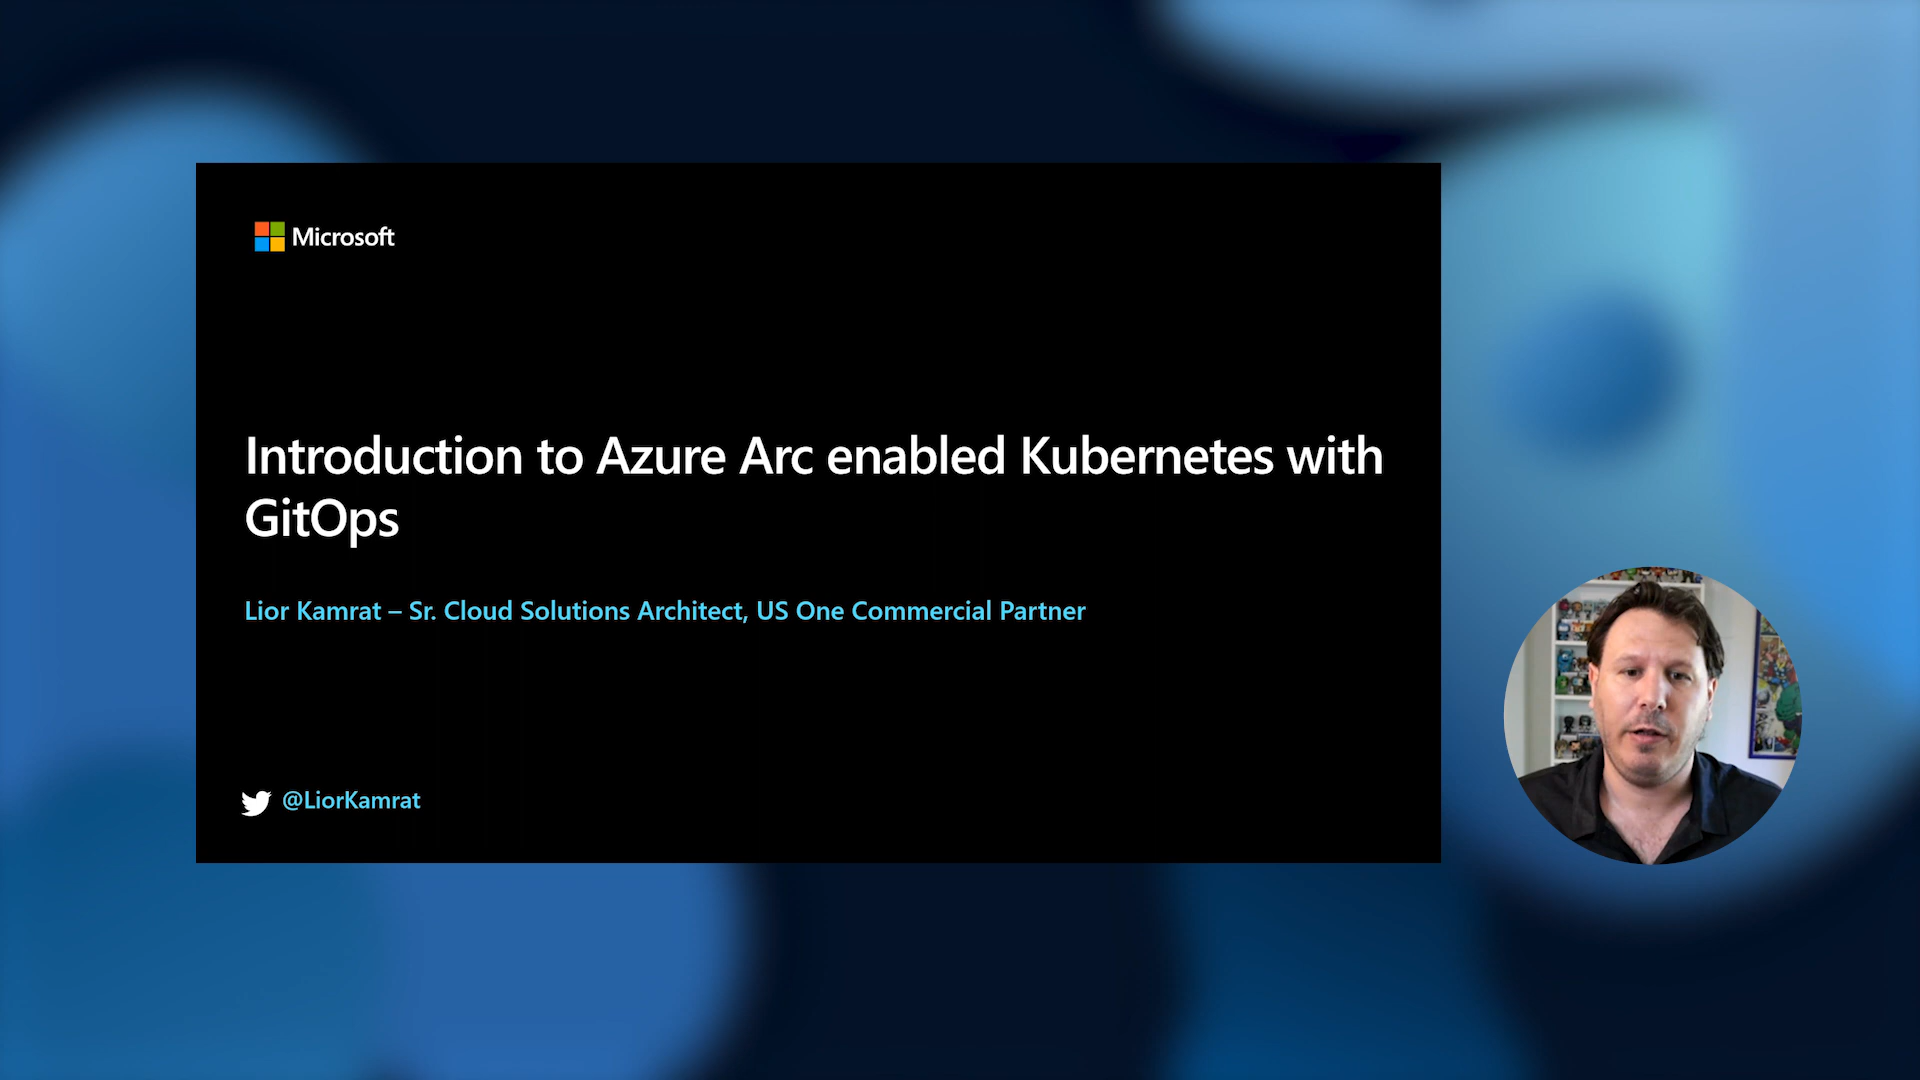 Microsoft
Introduction to Azure Arc enabled Kubernetes with
GitOps
Lior Kamrat – Sr. Cloud Solutions Architect, US One Commercial Partner
@LiorKamrat